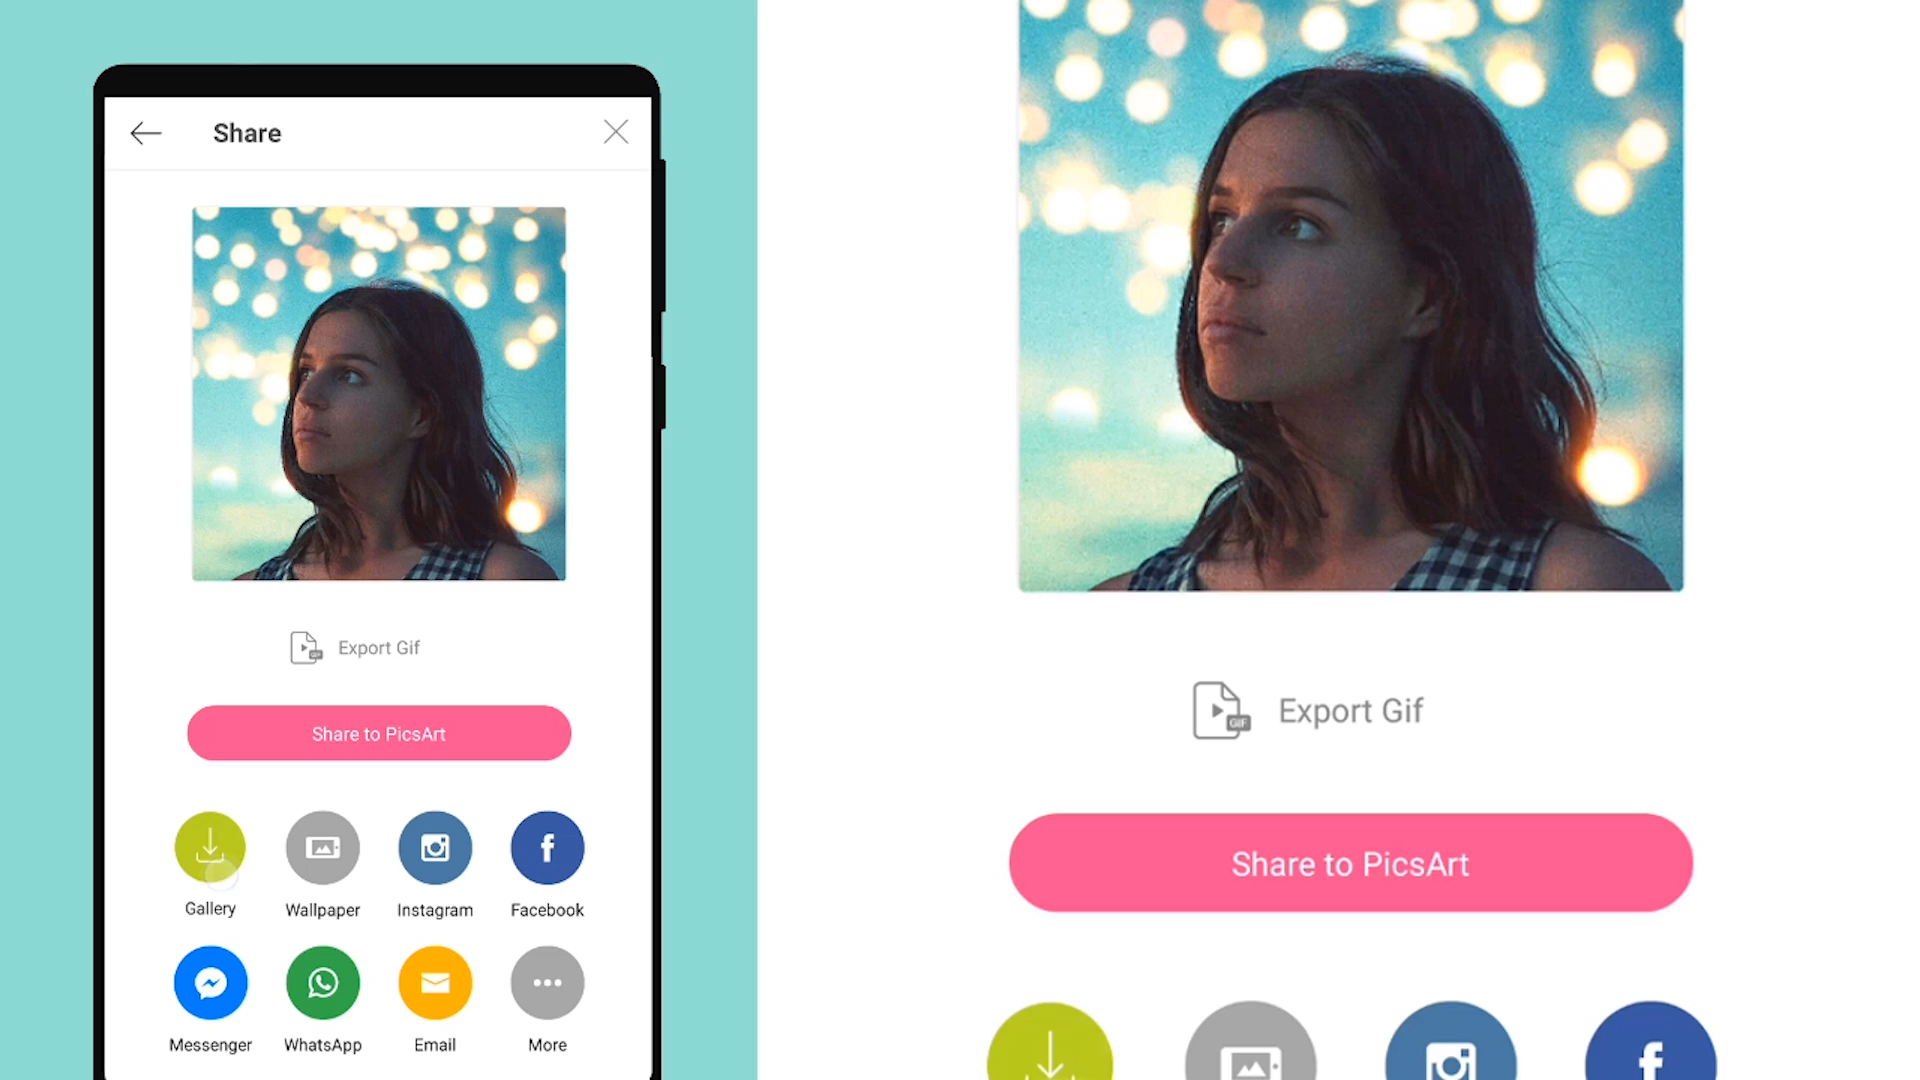 Share
Export Gif
Share to PicsArt
Gallery
Wallpaper
Instagram
Facebook
Messenger
WhatsApp
Email
More
GIF
Export Gif
Share to PicsArt